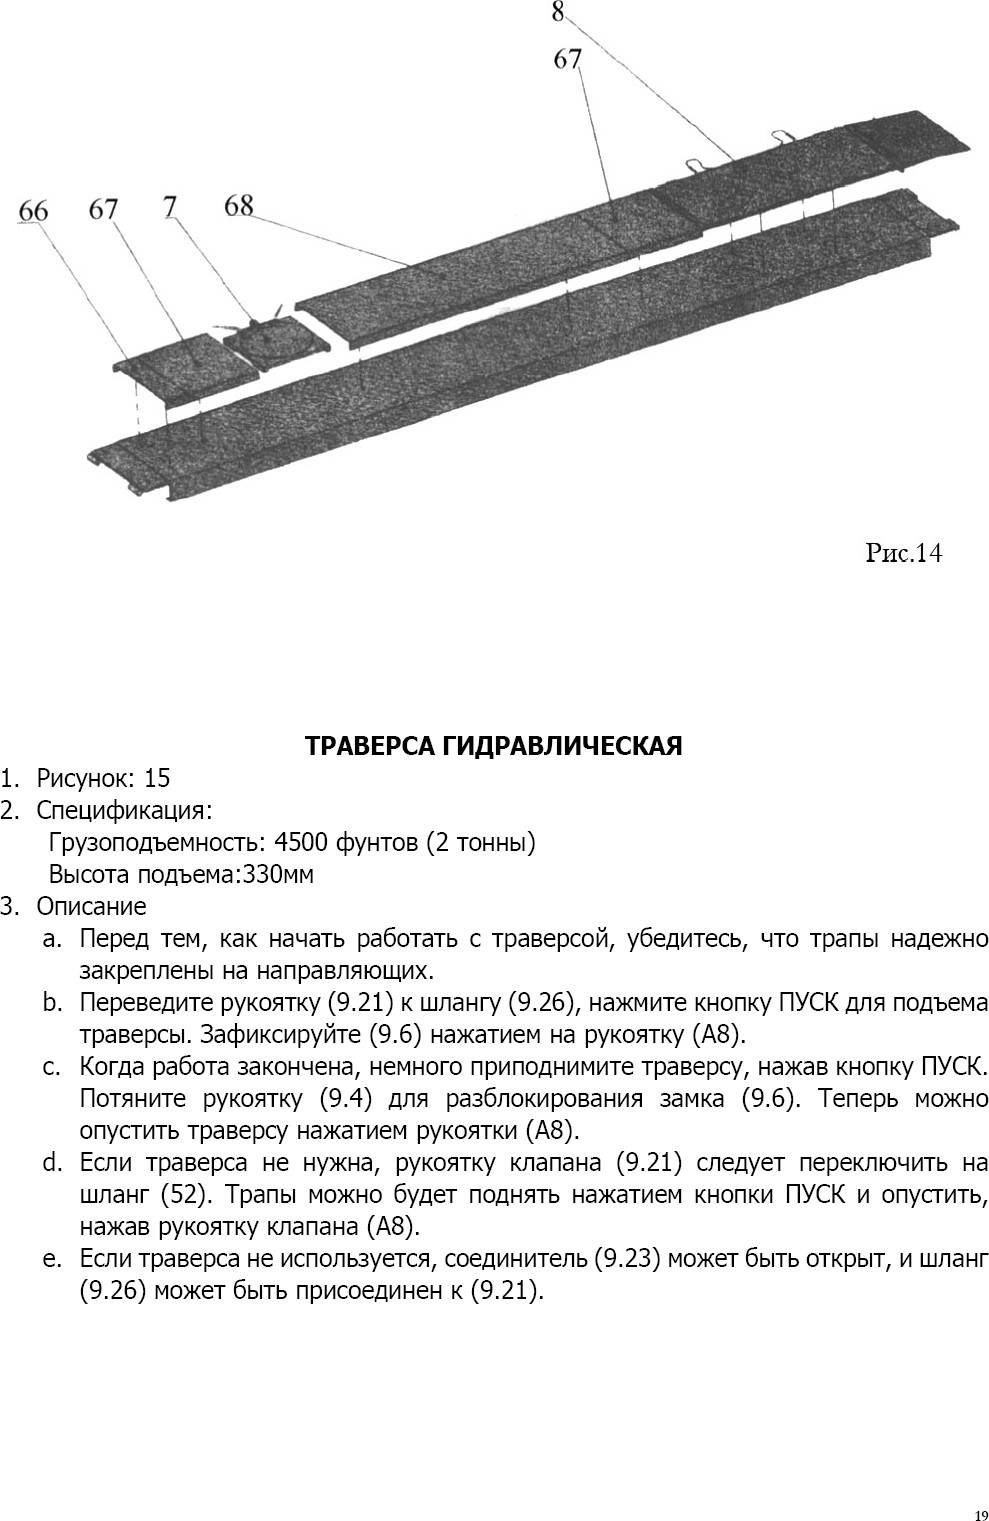 8
67
66 67 7 68
Рис.14
ТРАВЕРСА ГИДРАВЛИЧЕСКАЯ
1. Рисунок: 15
2. Спецификация:
Грузоподъемность: 4500 фунтов (2 тонны)
Высота подъема:330мм
3. Описание
a. Перед тем, как начать работать с траверсой, убедитесь, что трапы надежно
закреплены на направляющих.
b. Переведите рукоятку (9.21) к шлангу (9.26), нажмите кнопку ПУСК для подъема
траверсы. Зафиксируйте (9.6) нажатием на рукоятку (А8).
c. Когда работа закончена, немного приподнимите траверсу, нажав кнопку ПУСК.
Потяните рукоятку (9.4) для разблокирования замка (9.6). Теперь можно
опустить траверсу нажатием рукоятки (А8).
d. Если траверса не нужна, рукоятку клапана (9.21) следует переключить на
шланг (52). Трапы можно будет поднять нажатием кнопки ПУСК и опустить,
нажав рукоятку клапана (А8).
e. Если траверса не используется, соединитель (9.23) может быть открыт, и шланг
(9.26) может быть присоединен к (9.21).
19